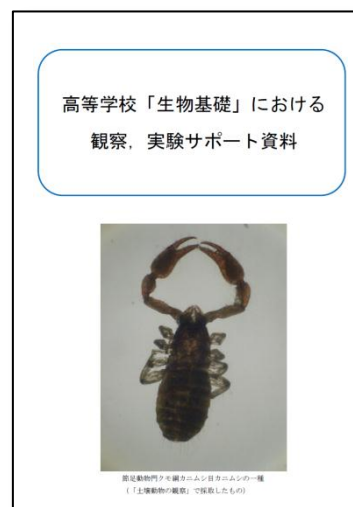 高等学校「生物基礎」における
観察，実験サポート資料
節足動物門クモ綱カニムシ目カニムシの一種
（「土壌動物の観察」で採取したもの）